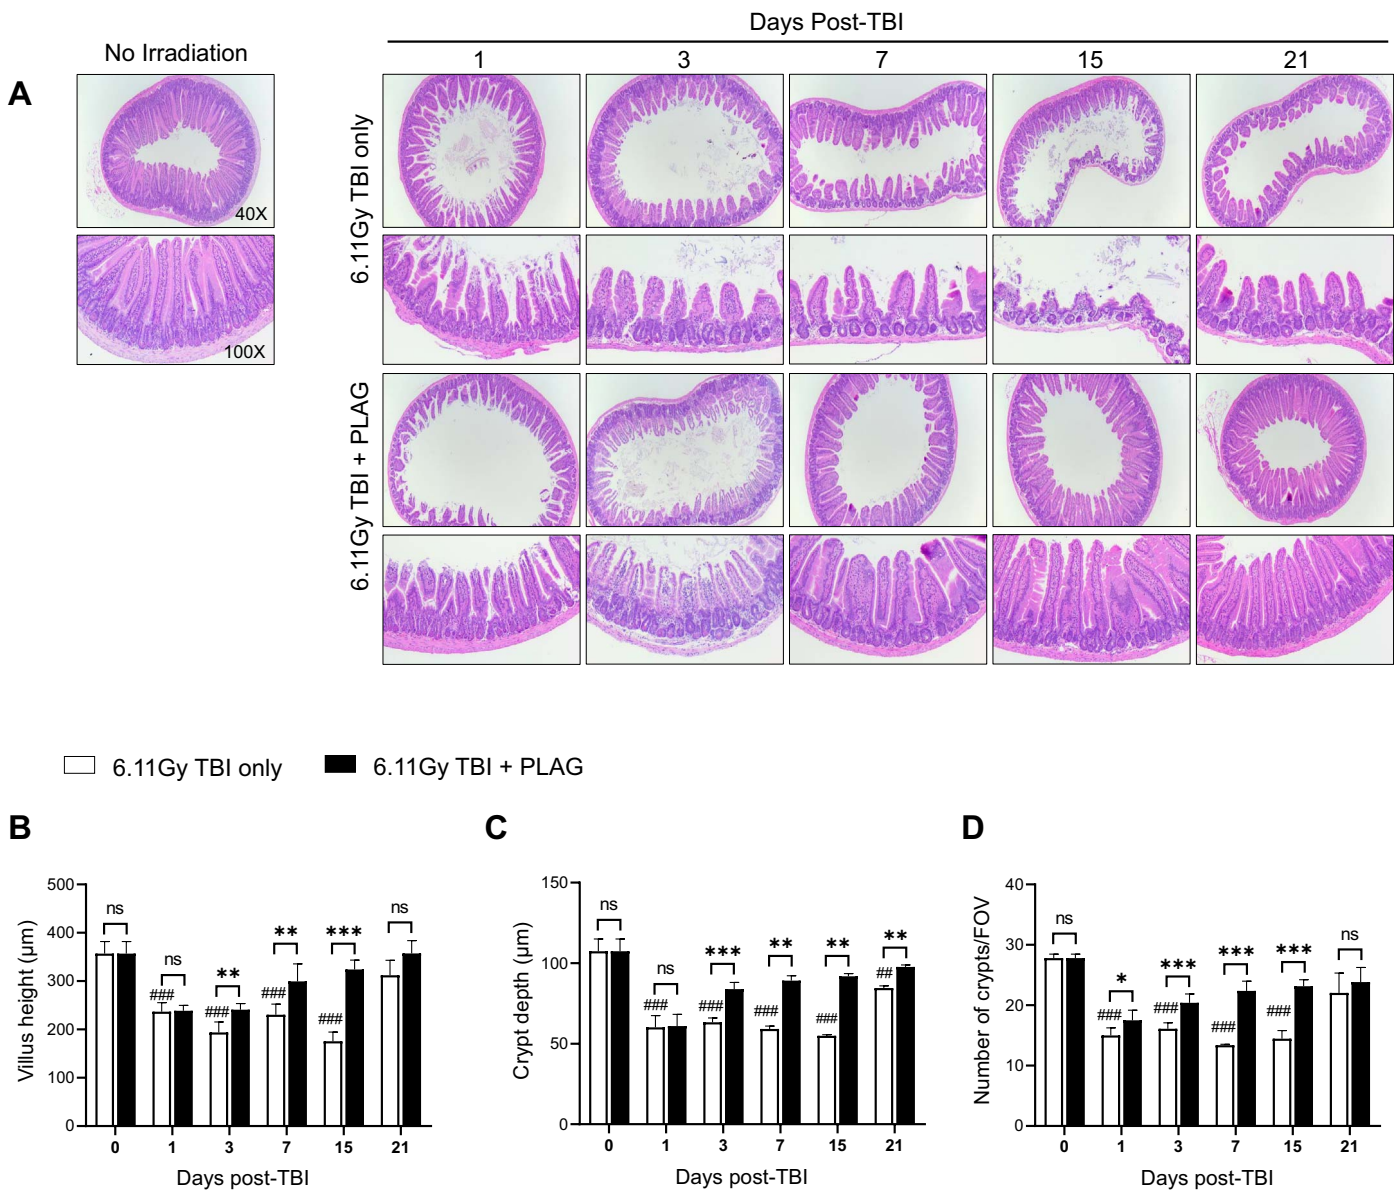 Days Post-TBI
No Irradiation
1 3 7 15 21
A
40X
100X
6.11Gy TBI only
6.11Gy TBI + PLAG
6.11Gy TBI only 6.11Gy TBI + PLAG
B
Villus height (μm)
500
400
300
200
100
0
ns
###
ns
###
**
###
**
###
***
ns
0 1 3 7 15 21
Days post-TBI
C
Crypt depth (μm)
150
100
50
0
ns
###
ns
###
***
###
**
###
**
##
**
0 1 3 7 15 21
Days post-TBI
D
Number of crypts/FOV
40
30
20
10
0
ns
###
*
###
***
###
***
###
***
ns
0 1 3 7 15 21
Days post-TBI